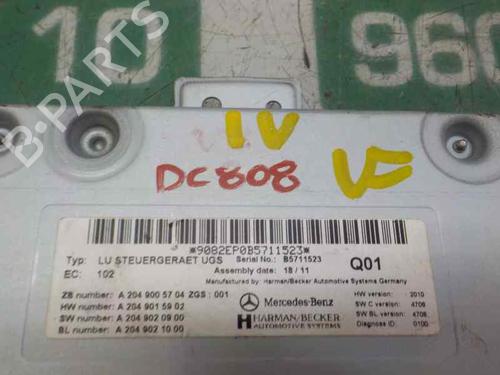 10 960
B-PARTS
IV
DC808
VF
*9082EP0B5711523*
Typ: LU STEUERGERAET UGS Serial No.: B5711523 Q01
EC: 102 Assembly date: 18 / 11
Manufactured by: Harman/Becker Automotive Systems Germany
ZB number: A 204 900 57 04 ZGS : 001
HW number: A 204 901 59 02
SW number: A 204 902 09 00
BL number: A 204 902 10 00
Mercedes-Benz
HARMAN/BECKER
AUTOMOTIVE SYSTEMS
HW version: 2010
SW C version: 4706
SW BL version: 4706
Diagnose ID: 0100